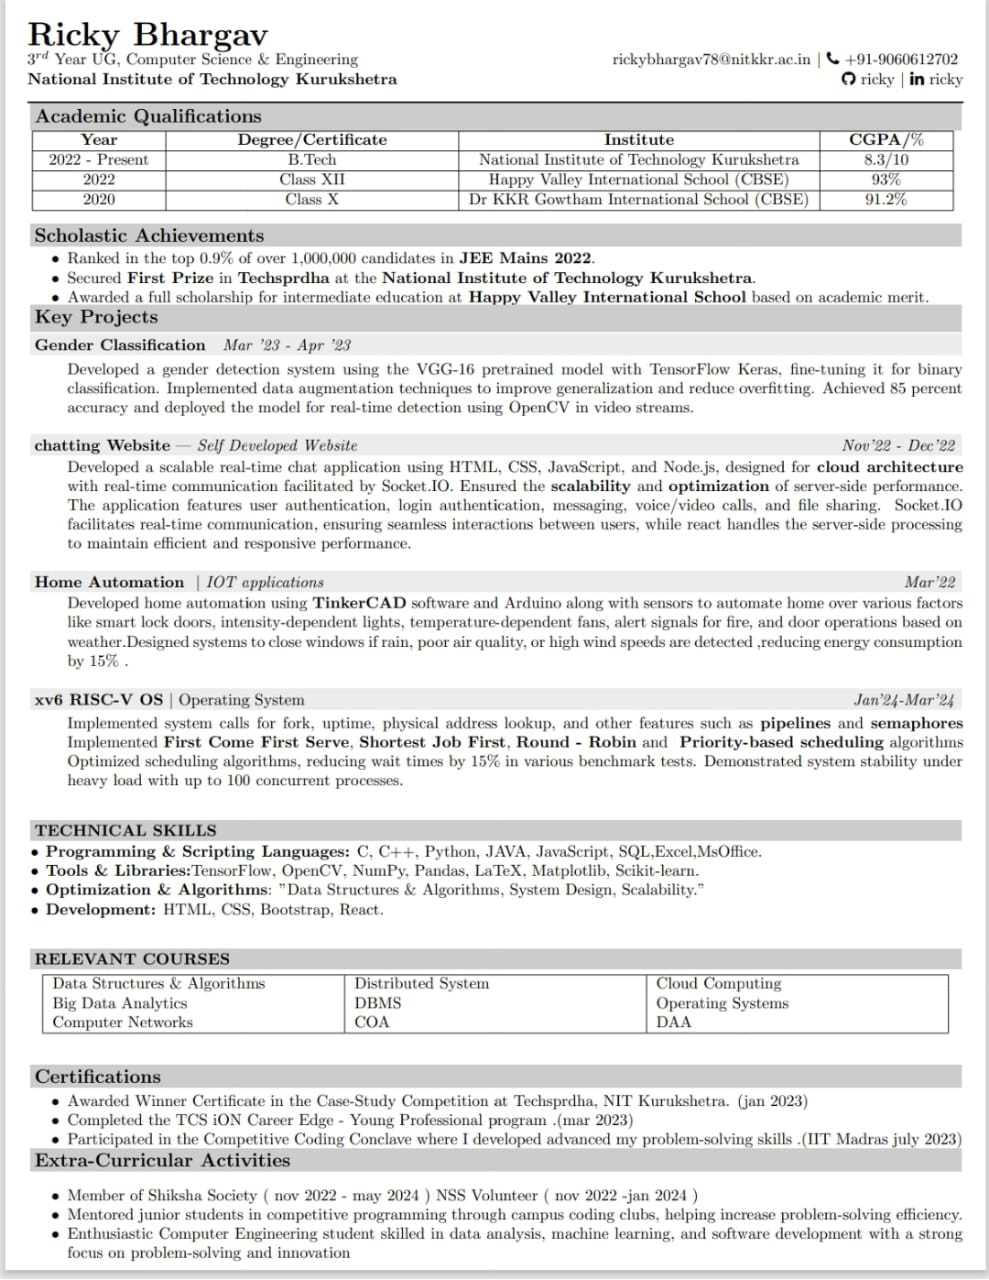 Ricky Bhargav
3rd Year UG, Computer Science & Engineering
rickybhargav78@nitkkr.ac.in | +91-9060612702
National Institute of Technology Kurukshetra
ricky | in ricky
Academic Qualifications
Year Degree/Certificate Institute CGPA/%
2022 - Present B.Tech National Institute of Technology Kurukshetra 8.3/10
2022 Class XII Happy Valley International School (CBSE) 93%
2020 Class X Dr KKR Gowtham International School (CBSE) 91.2%
Scholastic Achievements
• Ranked in the top 0.9% of over 1,000,000 candidates in JEE Mains 2022.
• Secured First Prize in Techsprdha at the National Institute of Technology Kurukshetra.
• Awarded a full scholarship for intermediate education at Happy Valley International School based on academic merit.
Key Projects
Gender Classification Mar '23 - Apr '23
Developed a gender detection system using the VGG-16 pretrained model with TensorFlow Keras, fine-tuning it for binary
classification. Implemented data augmentation techniques to improve generalization and reduce overfitting. Achieved 85 percent
accuracy and deployed the model for real-time detection using OpenCV in video streams.
chatting Website — Self Developed Website Nov'22 - Dec'22
Developed a scalable real-time chat application using HTML, CSS, JavaScript, and Node.js, designed for cloud architecture
with real-time communication facilitated by Socket.IO. Ensured the scalability and optimization of server-side performance.
The application features user authentication, login authentication, messaging, voice/video calls, and file sharing. Socket.IO
facilitates real-time communication, ensuring seamless interactions between users, while react handles the server-side processing
to maintain efficient and responsive performance.
Home Automation | IOT applications Mar'22
Developed home automation using TinkerCAD software and Arduino along with sensors to automate home over various factors
like smart lock doors, intensity-dependent lights, temperature-dependent fans, alert signals for fire, and door operations based on
weather.Designed systems to close windows if rain, poor air quality, or high wind speeds are detected ,reducing energy consumption
by 15% .
xv6 RISC-V OS | Operating System Jan'24-Mar'24
Implemented system calls for fork, uptime, physical address lookup, and other features such as pipelines and semaphores
Implemented First Come First Serve, Shortest Job First, Round - Robin and Priority-based scheduling algorithms
Optimized scheduling algorithms, reducing wait times by 15% in various benchmark tests. Demonstrated system stability under
heavy load with up to 100 concurrent processes.
TECHNICAL SKILLS
• Programming & Scripting Languages: C, C++, Python, JAVA, JavaScript, SQL,Excel,MsOffice.
• Tools & Libraries:TensorFlow, OpenCV, NumPy, Pandas, LaTeX, Matplotlib, Scikit-learn.
• Optimization & Algorithms: ”Data Structures & Algorithms, System Design, Scalability.”
• Development: HTML, CSS, Bootstrap, React.
RELEVANT COURSES
Data Structures & Algorithms Distributed System Cloud Computing
Big Data Analytics DBMS Operating Systems
Computer Networks COA DAA
Certifications
• Awarded Winner Certificate in the Case-Study Competition at Techsprdha, NIT Kurukshetra. (jan 2023)
• Completed the TCS iON Career Edge - Young Professional program .(mar 2023)
• Participated in the Competitive Coding Conclave where I developed advanced my problem-solving skills .(IIT Madras july 2023)
Extra-Curricular Activities
• Member of Shiksha Society ( nov 2022 - may 2024 ) NSS Volunteer ( nov 2022 -jan 2024 )
• Mentored junior students in competitive programming through campus coding clubs, helping increase problem-solving efficiency.
• Enthusiastic Computer Engineering student skilled in data analysis, machine learning, and software development with a strong
focus on problem-solving and innovation